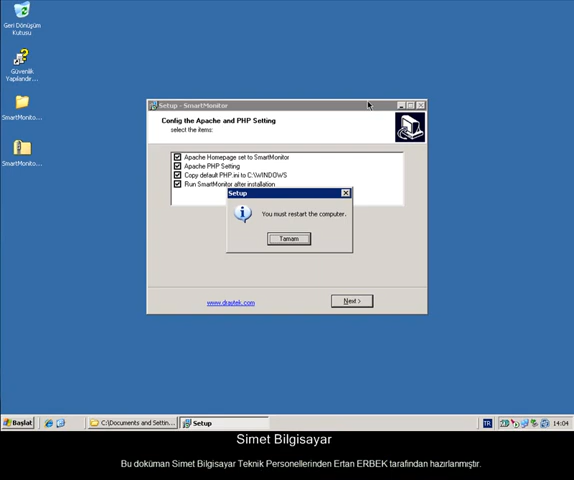 Geri Dönüşüm
Kutusu
Güvenlik
Yapılandır...
SmartMonito...
SmartMonito...
Setup - SmartMonitor
Config the Apache and PHP Setting
select the items:
Apache Homepage set to SmartMonitor
Apache PHP Setting
Copy default PHP.ini to C:\WINDOWS
Run SmartMonitor after installation
Setup
You must restart the computer.
Tamam
www.draytek.com
Next >
Başlat
C:\Documents and Settin...
Setup
TR
14:04
Simet Bilgisayar
Bu doküman Simet Bilgisayar Teknik Personellerinden Ertan ERBEK tarafından hazırlanmıştır.